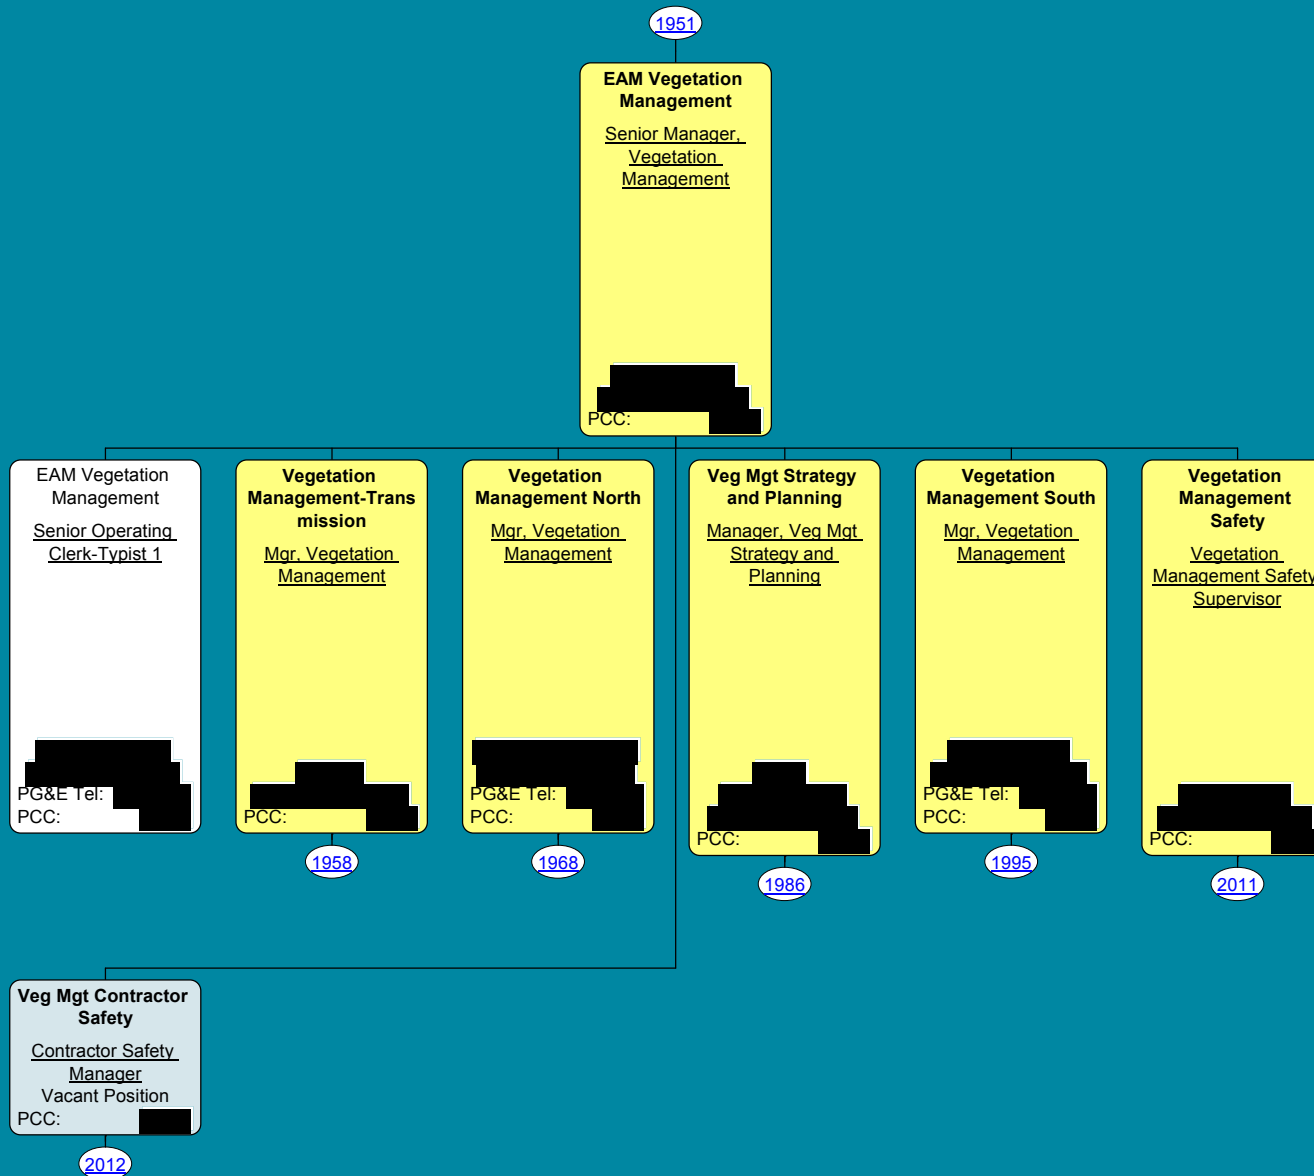 1951
EAM Vegetation
Management
Senior Manager,
Vegetation
Management
PCC:
EAM Vegetation
Management
Senior Operating
Clerk-Typist 1
PG&E Tel:
PCC:
Vegetation
Management-Trans
mission
Mgr, Vegetation
Management
PCC:
1958
Vegetation
Management North
Mgr, Vegetation
Management
PG&E Tel:
PCC:
1968
Veg Mgt Strategy
and Planning
Manager, Veg Mgt
Strategy and
Planning
PCC:
1986
Vegetation
Management South
Mgr, Vegetation
Management
PG&E Tel:
PCC:
1995
Vegetation
Management
Safety
Vegetation
Management Safety
Supervisor
PCC:
2011
Veg Mgt Contractor
Safety
Contractor Safety
Manager
Vacant Position
PCC:
2012